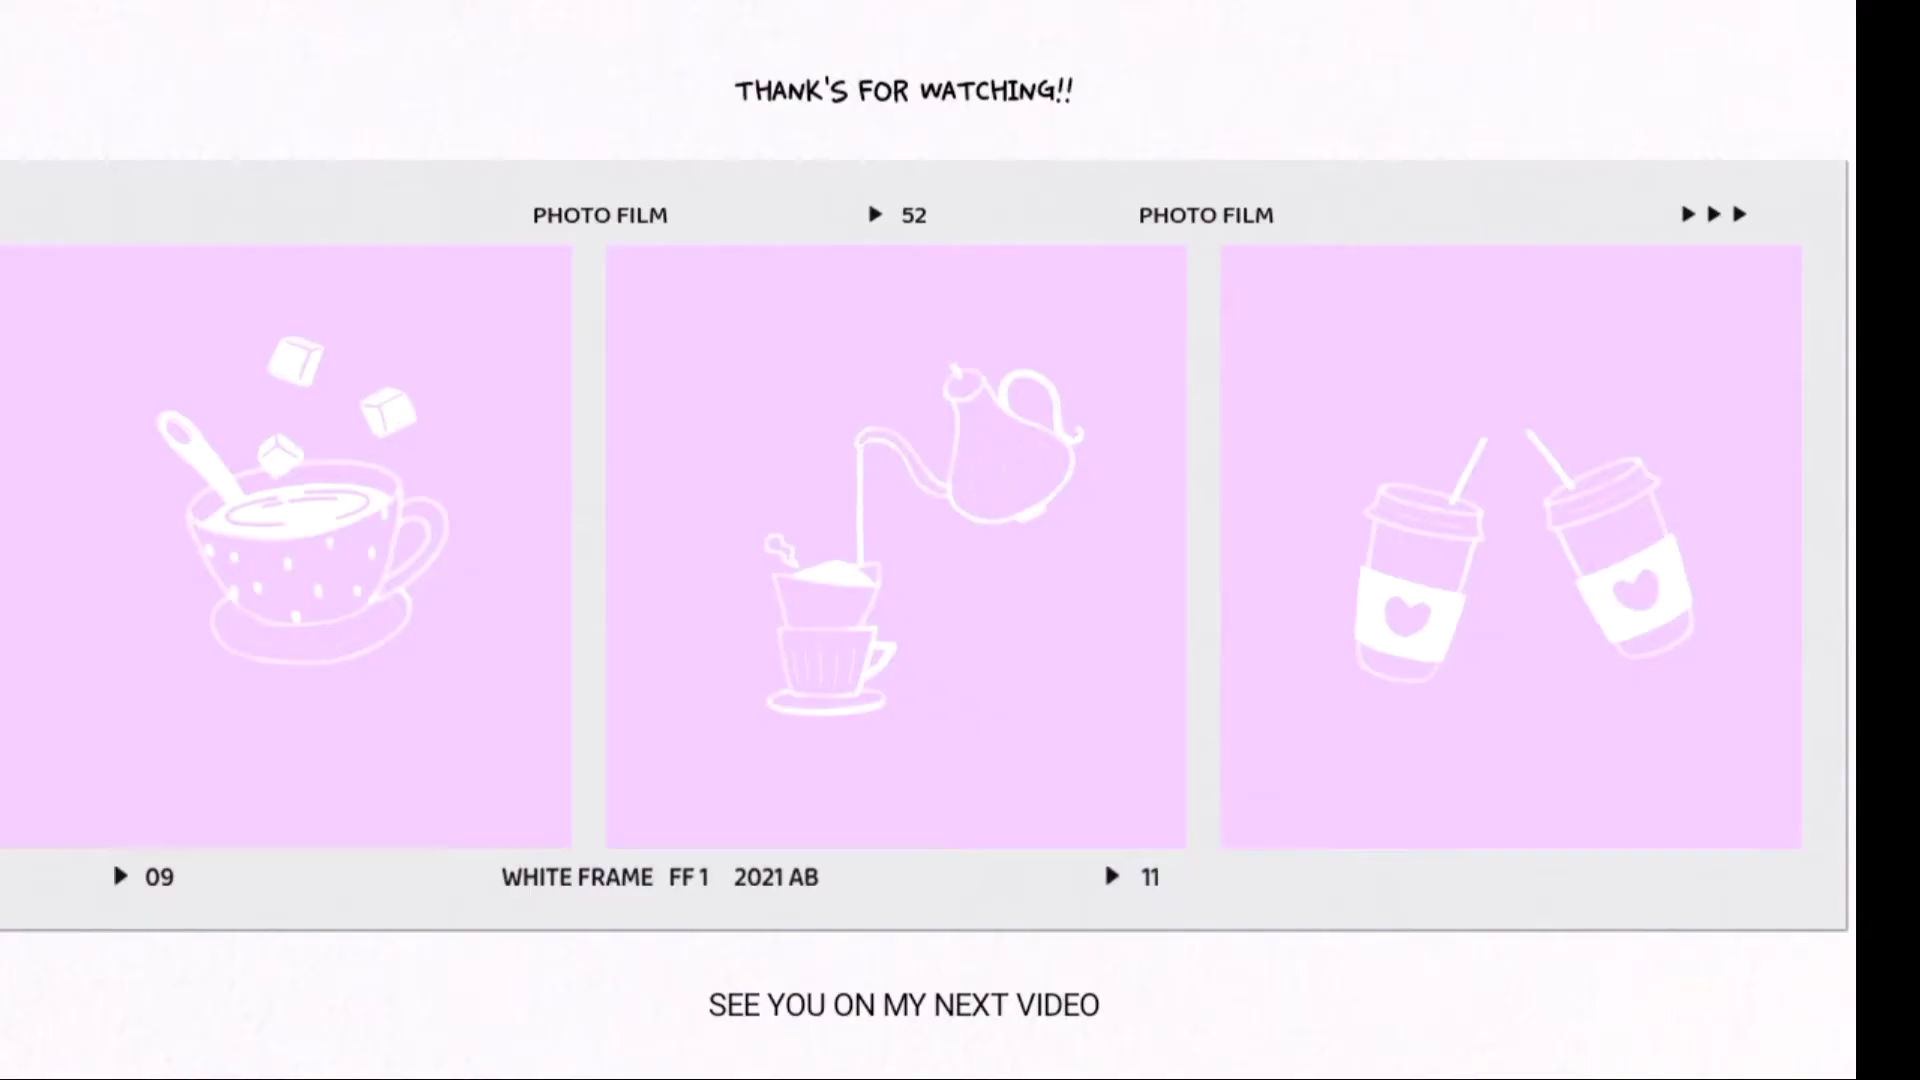 THANK'S FOR WATCHING!!
PHOTO FILM ▶ 52 PHOTO FILM ▶ ▶ ▶
▶ 09 WHITE FRAME FF 1 2021 AB ▶ 11
SEE YOU ON MY NEXT VIDEO